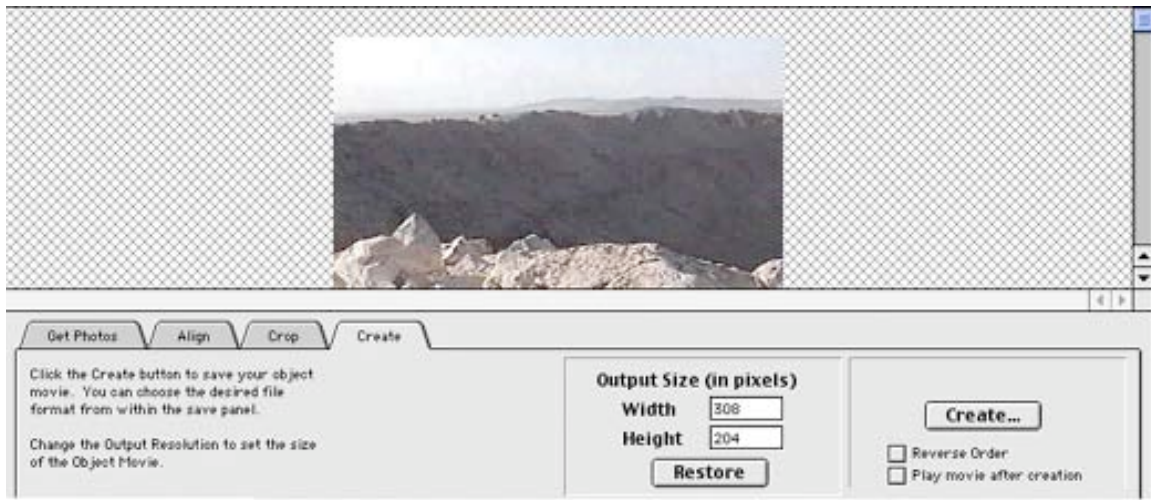 Get Photos
Align
Crop
Create
Click the Create button to save your object
movie. You can choose the desired file
format from within the save panel.
Change the Output Resolution to set the size
of the Object Movie.
Output Size (in pixels)
Width 308
Height 204
Restore
Create...
Reverse Order
Play movie after creation